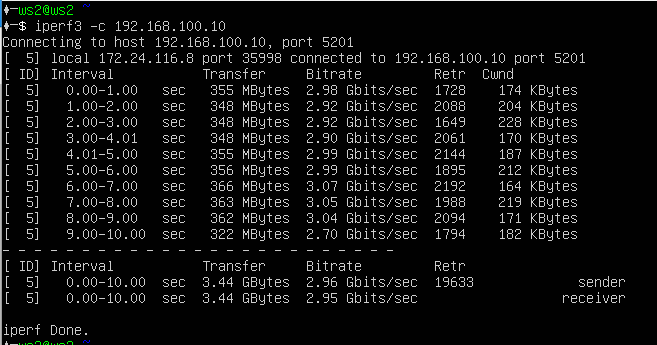 ♦─ws2@ws2 ~
♦─$ iperf3 -c 192.168.100.10
Connecting to host 192.168.100.10, port 5201
[  5] local 172.24.116.8 port 35998 connected to 192.168.100.10 port 5201
[ ID] Interval           Transfer     Bitrate         Retr  Cwnd
[  5]   0.00-1.00   sec   355 MBytes  2.98 Gbits/sec  1728    174 KBytes
[  5]   1.00-2.00   sec   348 MBytes  2.92 Gbits/sec  2088    204 KBytes
[  5]   2.00-3.00   sec   348 MBytes  2.92 Gbits/sec  1649    228 KBytes
[  5]   3.00-4.01   sec   348 MBytes  2.90 Gbits/sec  2061    170 KBytes
[  5]   4.01-5.00   sec   355 MBytes  2.99 Gbits/sec  2144    187 KBytes
[  5]   5.00-6.00   sec   356 MBytes  2.99 Gbits/sec  1895    212 KBytes
[  5]   6.00-7.00   sec   366 MBytes  3.07 Gbits/sec  2192    164 KBytes
[  5]   7.00-8.00   sec   363 MBytes  3.05 Gbits/sec  1988    219 KBytes
[  5]   8.00-9.00   sec   362 MBytes  3.04 Gbits/sec  2094    171 KBytes
[  5]   9.00-10.00  sec   322 MBytes  2.70 Gbits/sec  1794    182 KBytes
- - - - - - - - - - - - - - - - - - - - - - - - -
[ ID] Interval           Transfer     Bitrate         Retr
[  5]   0.00-10.00  sec  3.44 GBytes  2.96 Gbits/sec  19633             sender
[  5]   0.00-10.00  sec  3.44 GBytes  2.95 Gbits/sec                  receiver
iperf Done.
♦─ws2@ws2 ~